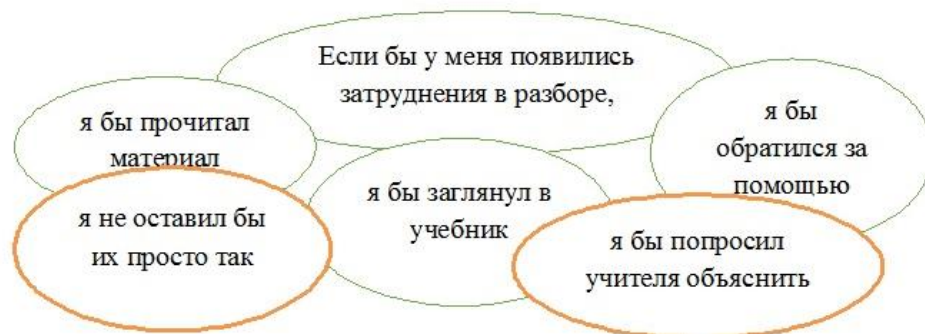 Если бы у меня появились
затруднения в разборе,
я бы прочитал
материал
я бы
обратился за
помощью
я бы заглянул в
учебник
я не оставил бы
их просто так
я бы попросил
учителя объяснить